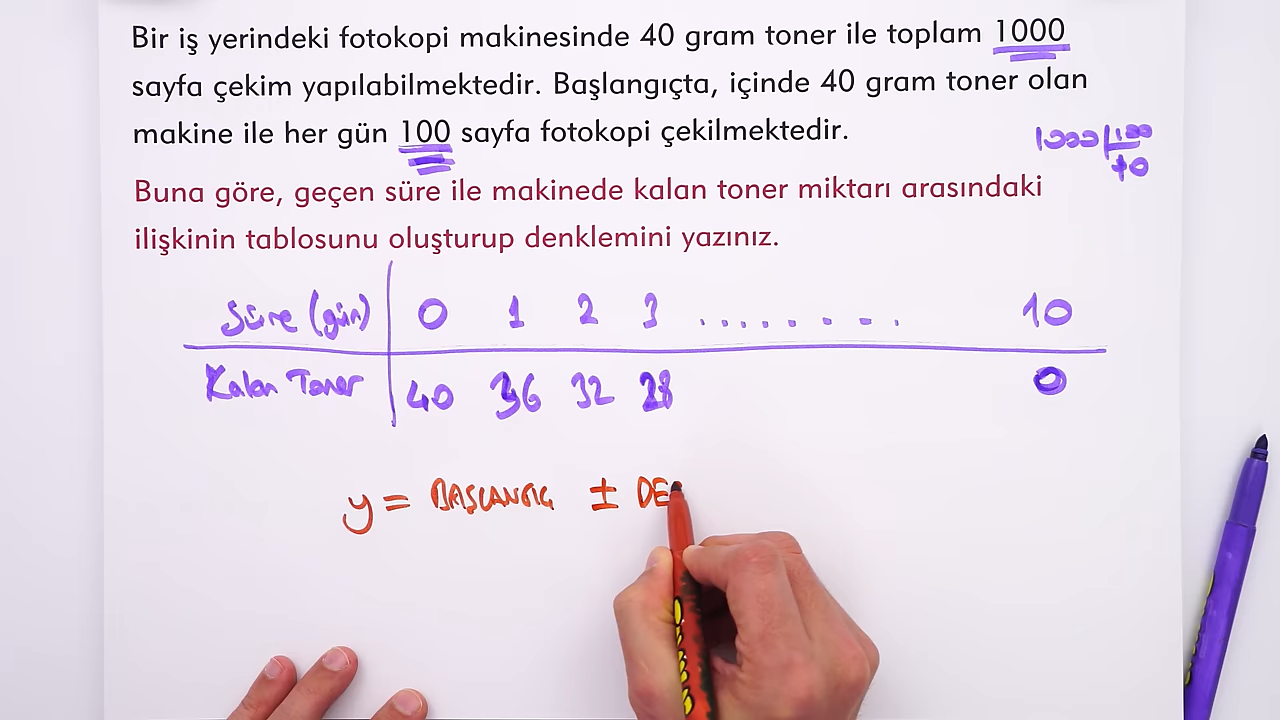 Bir iş yerindeki fotokopi makinesinde 40 gram toner ile toplam 1000
sayfa çekim yapılabilmektedir. Başlangıçta, içinde 40 gram toner olan
makine ile her gün 100 sayfa fotokopi çekilmektedir.
1000 | 100
10
Buna göre, geçen süre ile makinede kalan toner miktarı arasındaki
ilişkinin tablosunu oluşturup denklemini yazınız.
Süre (gün) 0 1 2 3 ......... 10
Kalan Toner 40 36 32 28 0
y = BAŞLANGIÇ ± DE